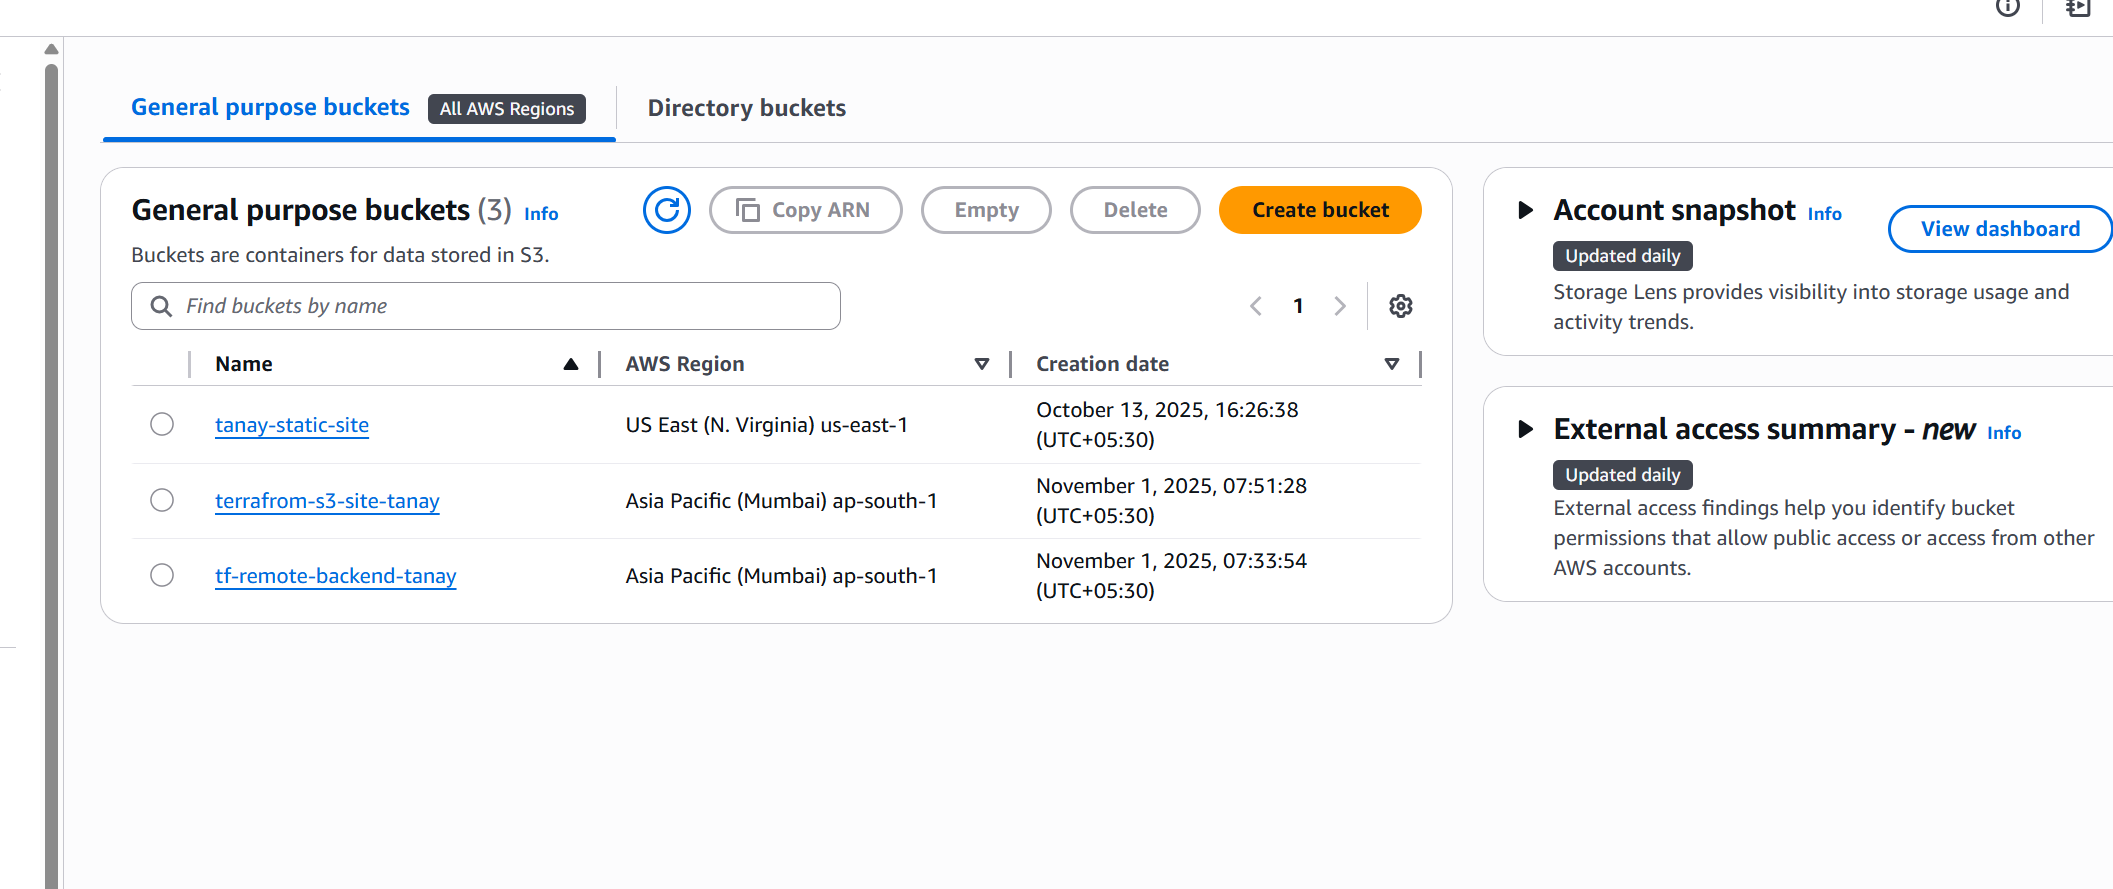 General purpose buckets All AWS Regions Directory buckets
General purpose buckets (3) Info
Copy ARN Empty Delete Create bucket
Buckets are containers for data stored in S3.
Find buckets by name
1
Name AWS Region Creation date
tanay-static-site US East (N. Virginia) us-east-1 October 13, 2025, 16:26:38
(UTC+05:30)
terrafrom-s3-site-tanay Asia Pacific (Mumbai) ap-south-1 November 1, 2025, 07:51:28
(UTC+05:30)
tf-remote-backend-tanay Asia Pacific (Mumbai) ap-south-1 November 1, 2025, 07:33:54
(UTC+05:30)
Account snapshot Info
View dashboard
Updated daily
Storage Lens provides visibility into storage usage and
activity trends.
External access summary - new Info
Updated daily
External access findings help you identify bucket
permissions that allow public access or access from other
AWS accounts.